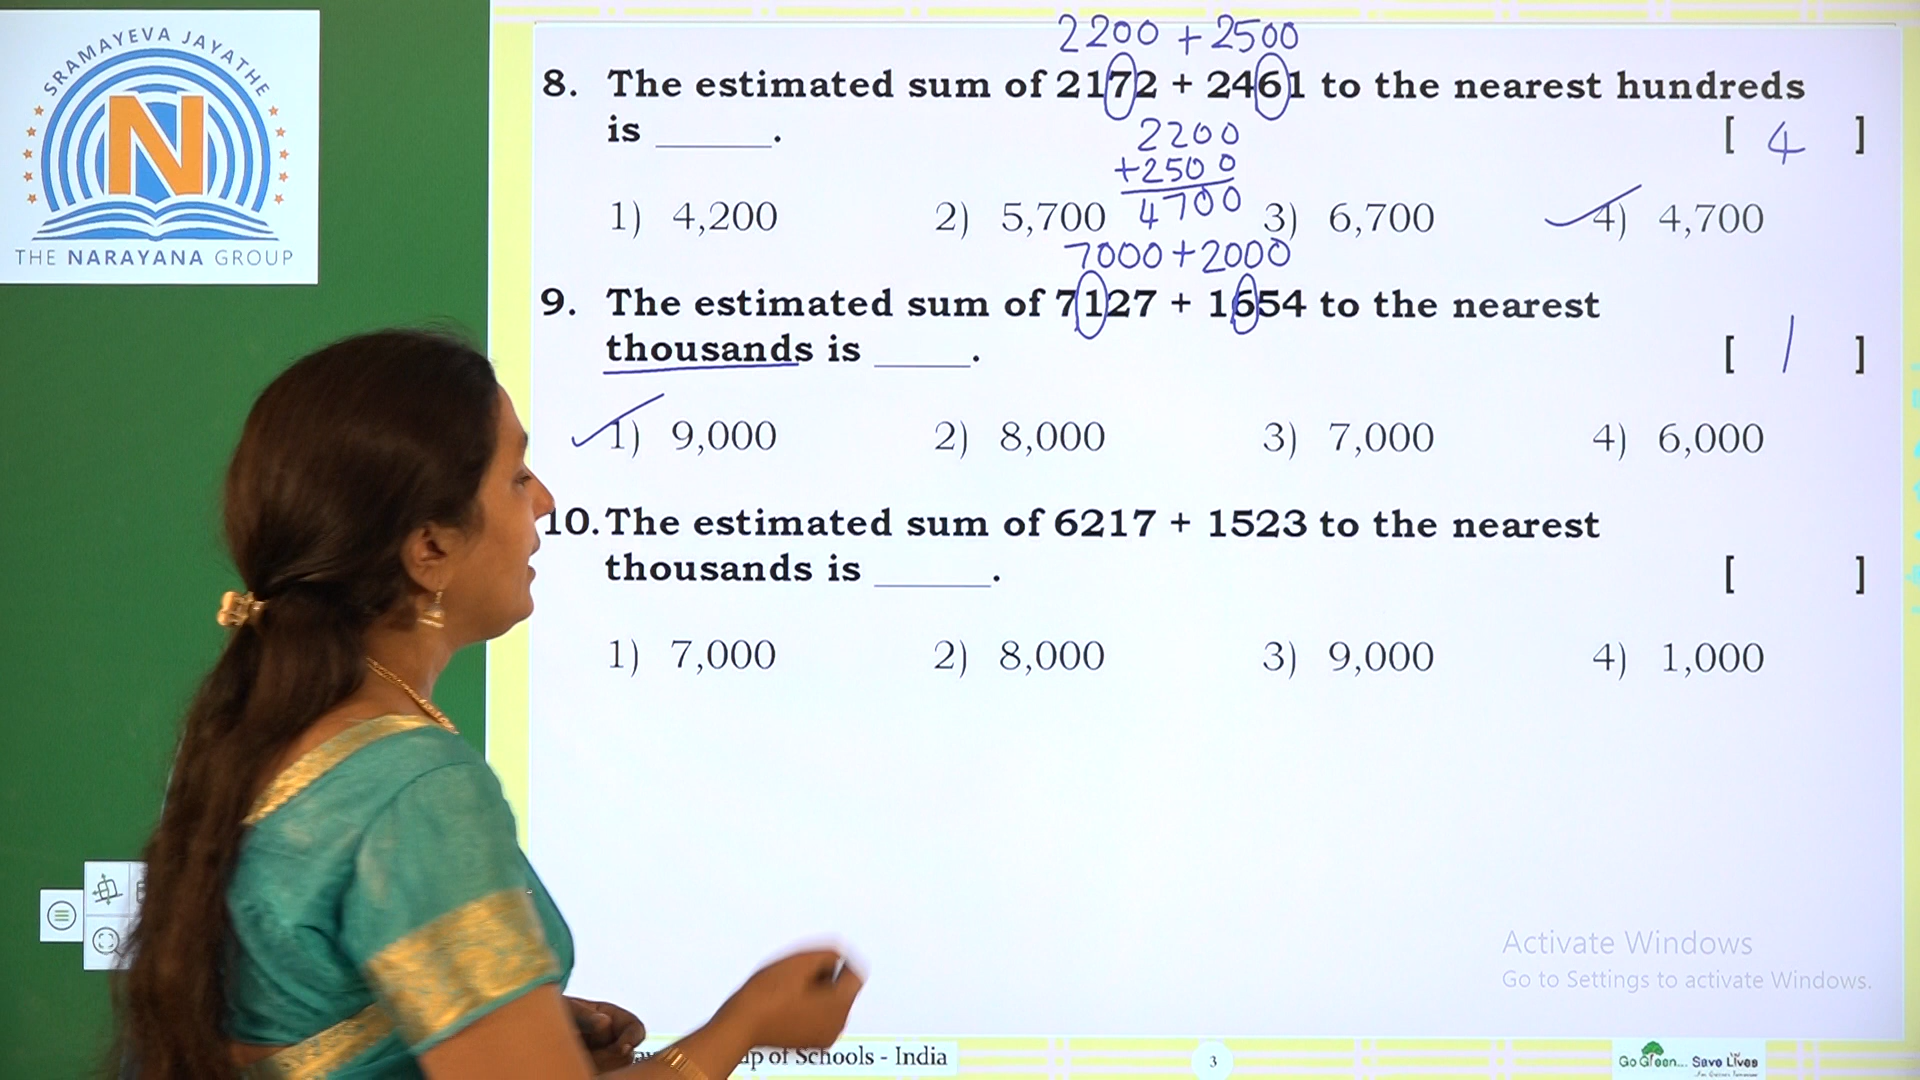 SRAMAYEVA JAYATHE
N
THE NARAYANA GROUP
2200 + 2500
8. The estimated sum of 2172 + 2461 to the nearest hundreds
is ______. [ 4 ]
2200
+2500
4700
1) 4,200 2) 5,700 3) 6,700 4) 4,700
7000+2000
9. The estimated sum of 7127 + 1654 to the nearest
thousands is _____. [ 1 ]
1) 9,000 2) 8,000 3) 7,000 4) 6,000
10. The estimated sum of 6217 + 1523 to the nearest
thousands is ______. [ ]
1) 7,000 2) 8,000 3) 9,000 4) 1,000
Activate Windows
Go to Settings to activate Windows.
of Schools - India
3
Go Green... Save Lives